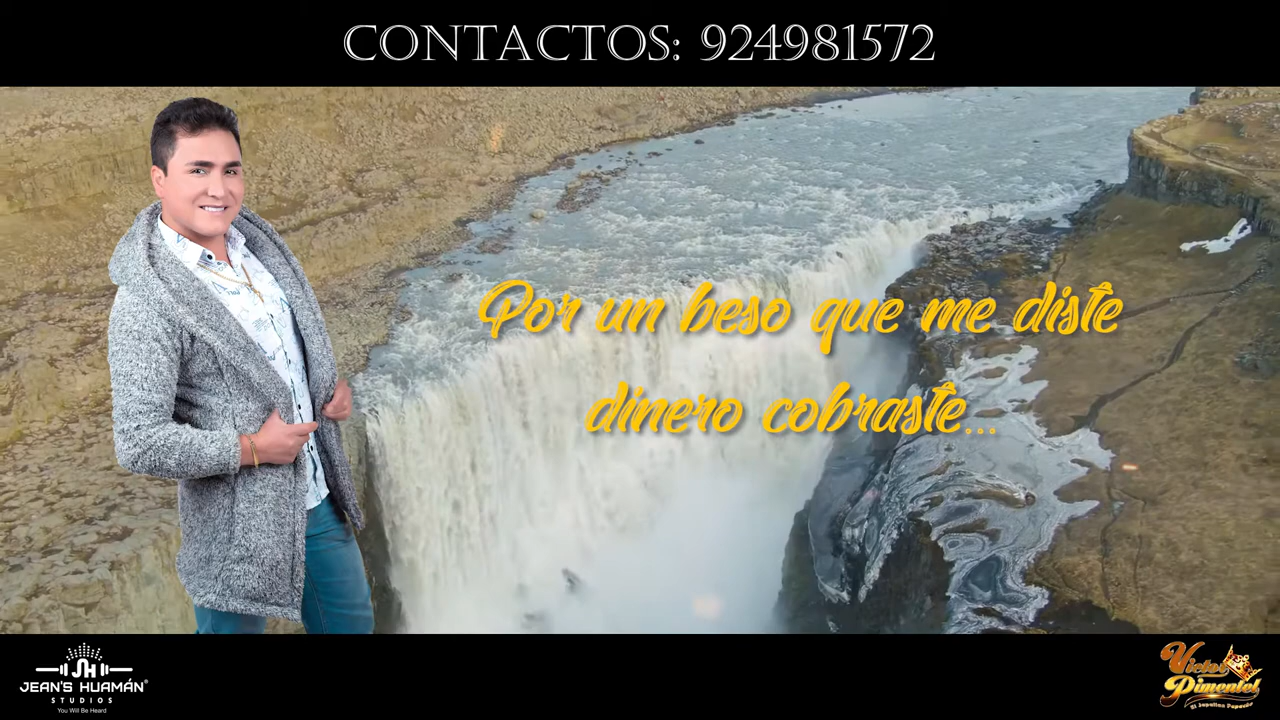 CONTACTOS: 924981572
Por un beso que me diste
dinero cobraste...
JH
JEAN'S HUAMÁN®
STUDIOS
You Will Be Heard
Victor
Pimentel